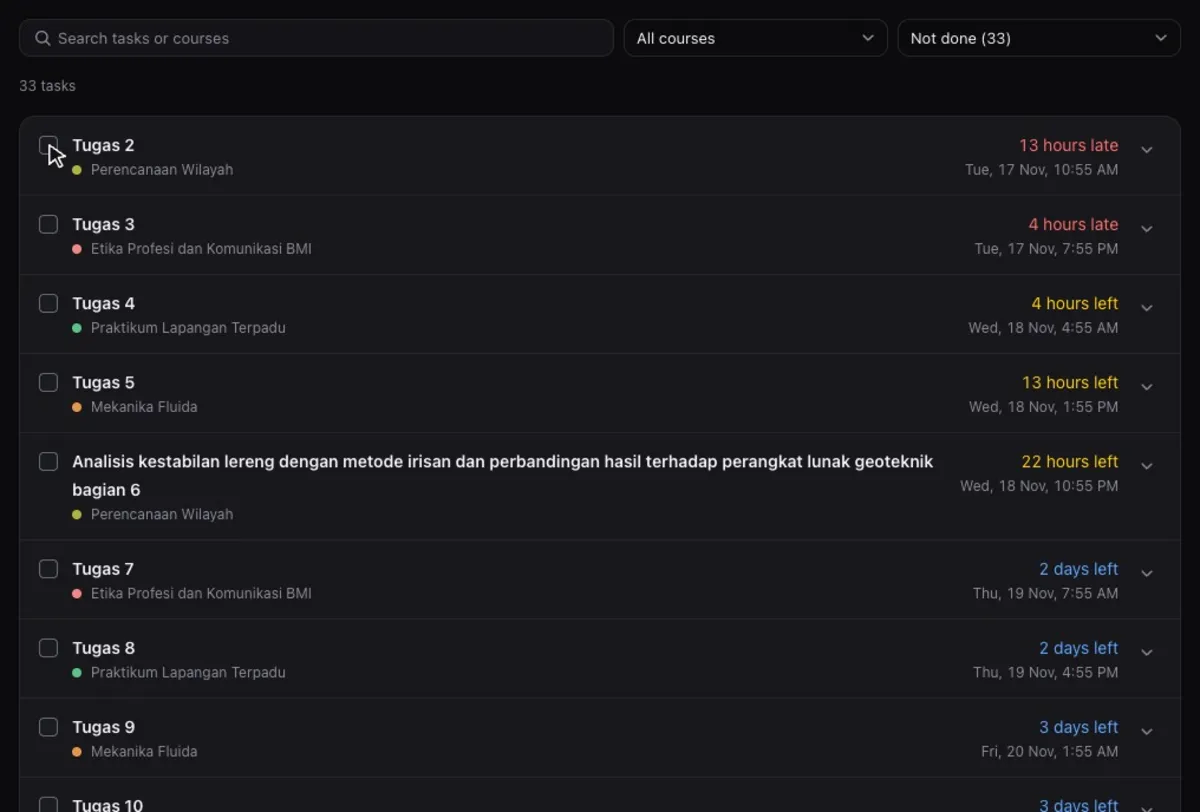 Search tasks or courses
All courses
Not done (33)
33 tasks
Tugas 2
13 hours late
Perencanaan Wilayah
Tue, 17 Nov, 10:55 AM
Tugas 3
4 hours late
Etika Profesi dan Komunikasi BMI
Tue, 17 Nov, 7:55 PM
Tugas 4
4 hours left
Praktikum Lapangan Terpadu
Wed, 18 Nov, 4:55 AM
Tugas 5
13 hours left
Mekanika Fluida
Wed, 18 Nov, 1:55 PM
Analisis kestabilan lereng dengan metode irisan dan perbandingan hasil terhadap perangkat lunak geoteknik
bagian 6
22 hours left
Wed, 18 Nov, 10:55 PM
Perencanaan Wilayah
Tugas 7
2 days left
Etika Profesi dan Komunikasi BMI
Thu, 19 Nov, 7:55 AM
Tugas 8
2 days left
Praktikum Lapangan Terpadu
Thu, 19 Nov, 4:55 PM
Tugas 9
3 days left
Mekanika Fluida
Fri, 20 Nov, 1:55 AM
Tugas 10
3 days left